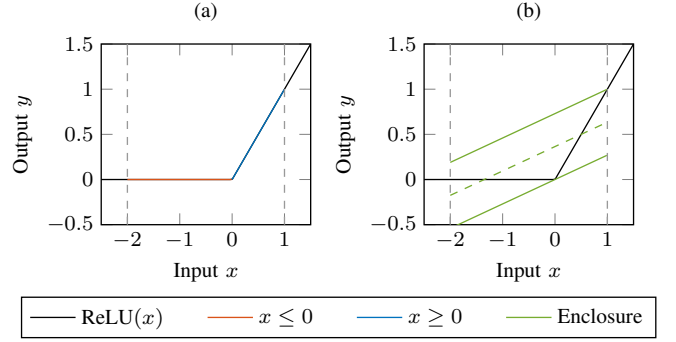 (a)
(b)
1.5
1
0.5
0
−0.5
−2
−1
0
1
Output y
Input x
1.5
1
0.5
0
−0.5
−2
−1
0
1
Output y
Input x
ReLU(x)
x ≤ 0
x ≥ 0
Enclosure